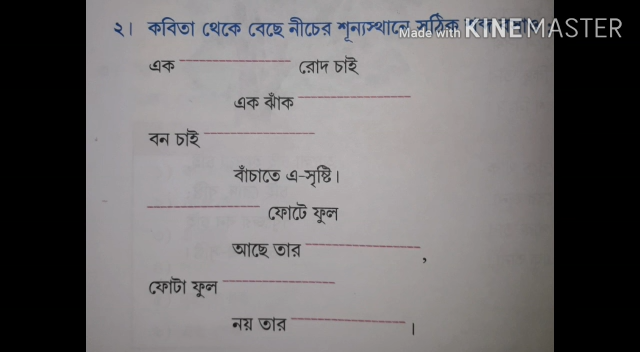 ২। কবিতা থেকে বেছে নীচের শূন্যস্থানে সঠিক
Made with KINEMASTER
এক রোদ চাই
এক ঝাঁক
বন চাই
বাঁচাতে এ-সৃষ্টি।
ফোটে ফুল
আছে তার ,
ফোটা ফুল
নয় তার ।